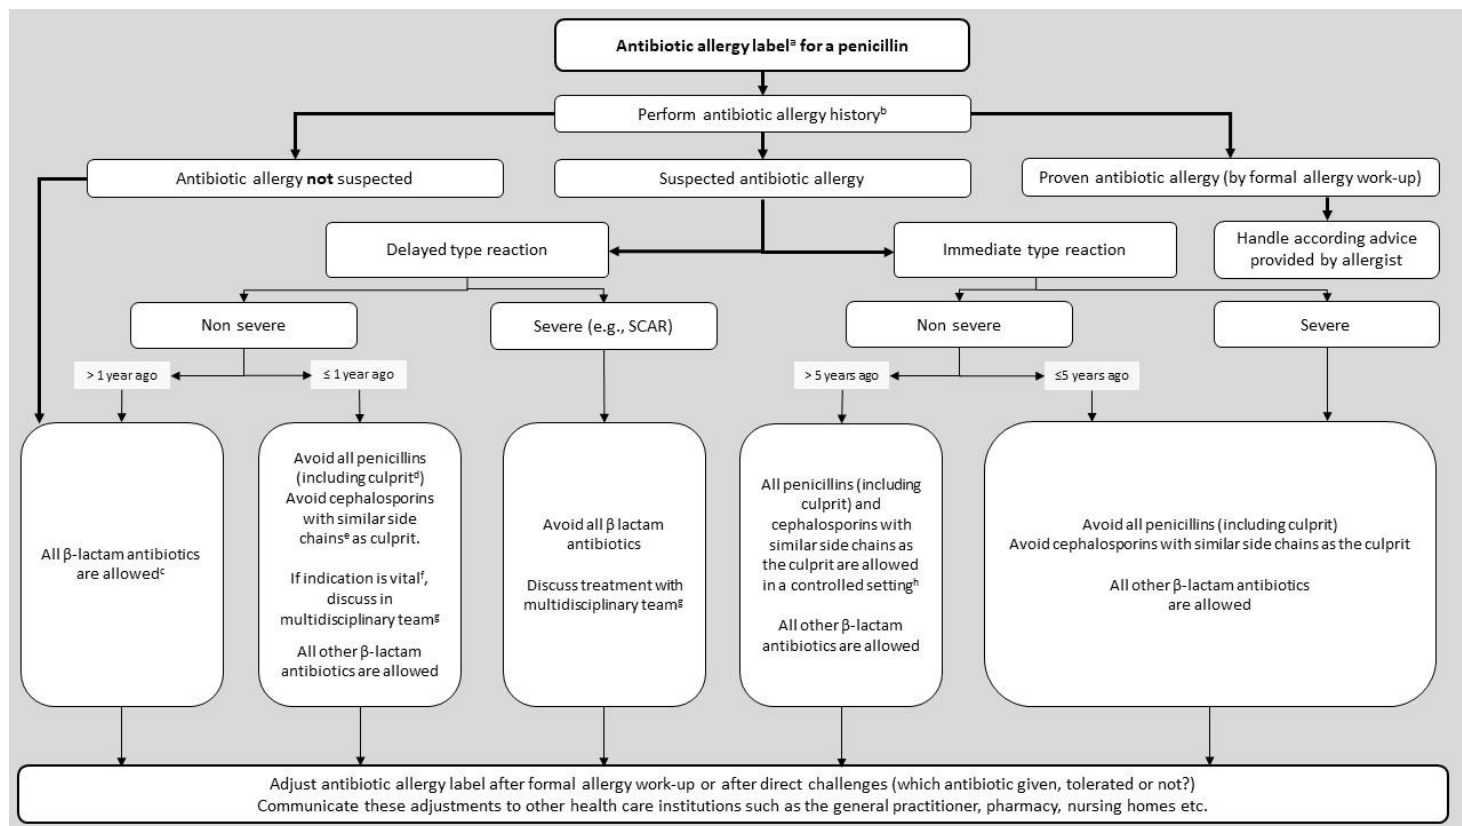 Antibiotic allergy labelᵃ for a penicillin
Perform antibiotic allergy historyᵇ
Antibiotic allergy not suspected
Suspected antibiotic allergy
Proven antibiotic allergy (by formal allergy work-up)
Delayed type reaction
Immediate type reaction
Handle according advice
provided by allergist
Non severe
Severe (e.g., SCAR)
Non severe
Severe
> 1 year ago
≤ 1 year ago
> 5 years ago
≤5 years ago
All β-lactam antibiotics
are allowedᶜ
Avoid all penicillins
(including culpritᵈ)
Avoid cephalosporins
with similar side
chainsᵉ as culprit.
If indication is vitalᶠ,
discuss in
multidisciplinary teamᵍ
All other β-lactam
antibiotics are allowed
Avoid all β lactam
antibiotics
Discuss treatment with
multidisciplinary teamᵍ
All penicillins (including
culprit) and
cephalosporins with
similar side chains as
the culprit are allowed
in a controlled settingʰ
All other β-lactam
antibiotics are allowed
Avoid all penicillins (including culprit)
Avoid cephalosporins with similar side chains as the culprit
All other β-lactam antibiotics
are allowed
Adjust antibiotic allergy label after formal allergy work-up or after direct challenges (which antibiotic given, tolerated or not?)
Communicate these adjustments to other health care institutions such as the general practitioner, pharmacy, nursing homes etc.